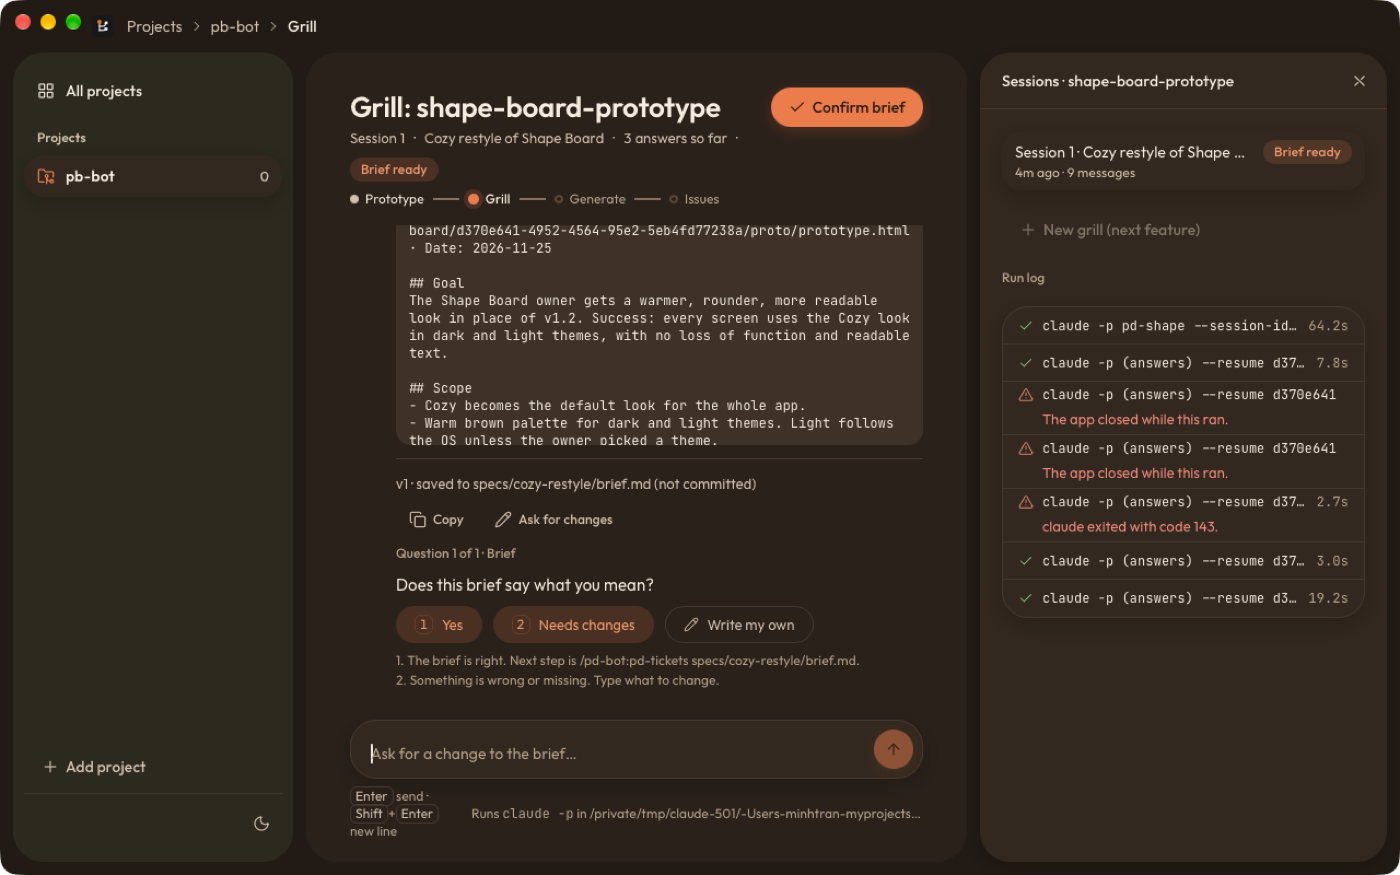 Projects > pb-bot > Grill
All projects
Projects
pb-bot 0
Add project
Grill: shape-board-prototype
Confirm brief
Session 1 · Cozy restyle of Shape Board · 3 answers so far ·
Brief ready
Prototype Grill Generate Issues
board/d370e641-4952-4564-95e2-5eb4fd77238a/proto/prototype.html
· Date: 2026-11-25
## Goal
The Shape Board owner gets a warmer, rounder, more readable
look in place of v1.2. Success: every screen uses the Cozy look
in dark and light themes, with no loss of function and readable
text.
## Scope
- Cozy becomes the default look for the whole app.
- Warm brown palette for dark and light themes. Light follows
the OS unless the owner picked a theme.
v1 · saved to specs/cozy-restyle/brief.md (not committed)
Copy Ask for changes
Question 1 of 1 · Brief
Does this brief say what you mean?
1 Yes 2 Needs changes Write my own
1. The brief is right. Next step is /pd-bot:pd-tickets specs/cozy-restyle/brief.md.
2. Something is wrong or missing. Type what to change.
Ask for a change to the brief…
Enter send ·
Shift + Enter
new line
Runs claude -p in /private/tmp/claude-501/-Users-minhtran-myprojects…
Sessions · shape-board-prototype
Session 1 · Cozy restyle of Shape … Brief ready
4m ago · 9 messages
New grill (next feature)
Run log
claude -p pd-shape --session-id… 64.2s
claude -p (answers) --resume d37… 7.8s
claude -p (answers) --resume d370e641
The app closed while this ran.
claude -p (answers) --resume d370e641
The app closed while this ran.
claude -p (answers) --resume d37… 2.7s
claude exited with code 143.
claude -p (answers) --resume d37… 3.0s
claude -p (answers) --resume d3… 19.2s